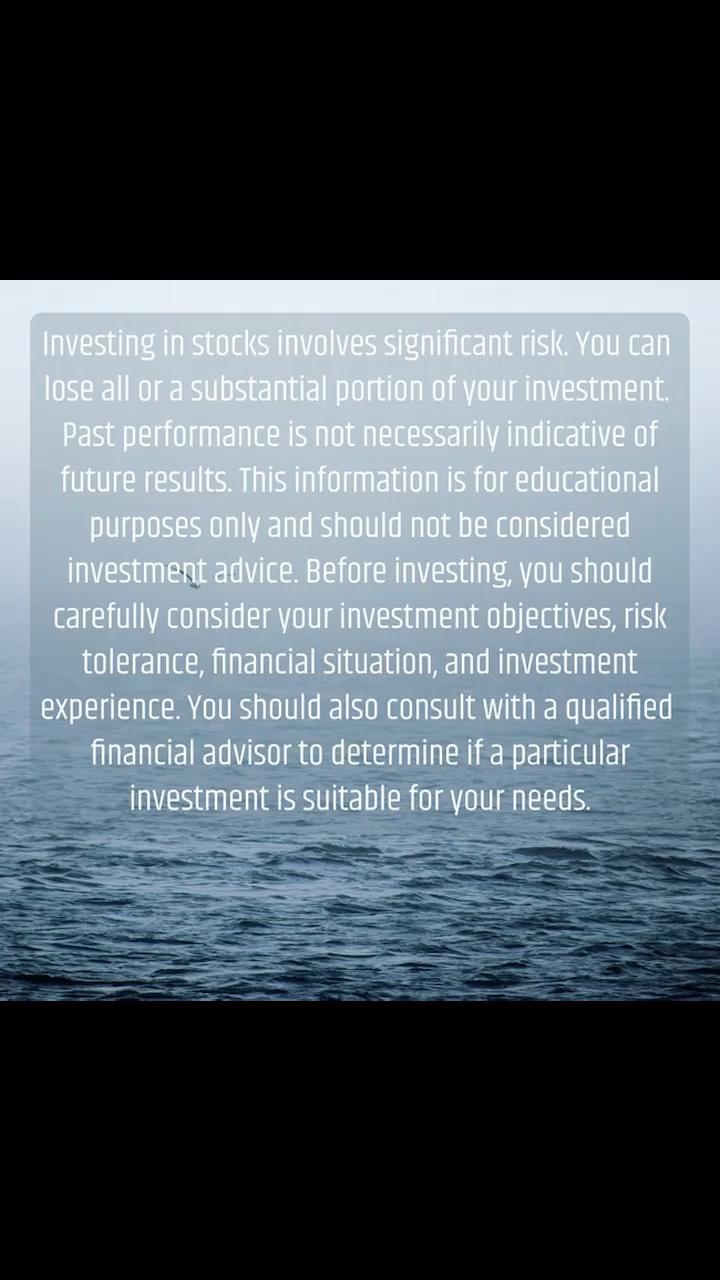 Investing in stocks involves significant risk. You can
lose all or a substantial portion of your investment.
Past performance is not necessarily indicative of
future results. This information is for educational
purposes only and should not be considered
investment advice. Before investing, you should
carefully consider your investment objectives, risk
tolerance, financial situation, and investment
experience. You should also consult with a qualified
financial advisor to determine if a particular
investment is suitable for your needs.